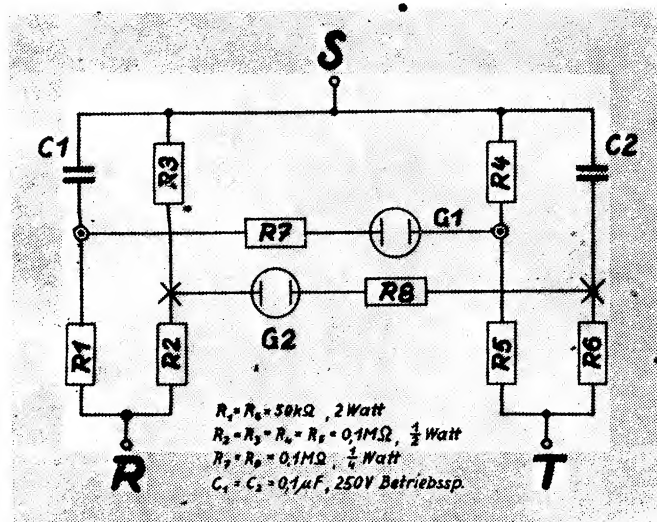 S
C1 R3 R4 C2
R7 G1
G2 R8
R1 R2 R5 R6
R₁ = R₆ = 50kΩ, 2 Watt
R₂ = R₃ = R₄ = R₅ = 0,1MΩ, ½ Watt
R₇ = R₈ = 0,1MΩ, ¼ Watt
C₁ = C₂ = 0,1µF, 250V Betriebssp.
R T